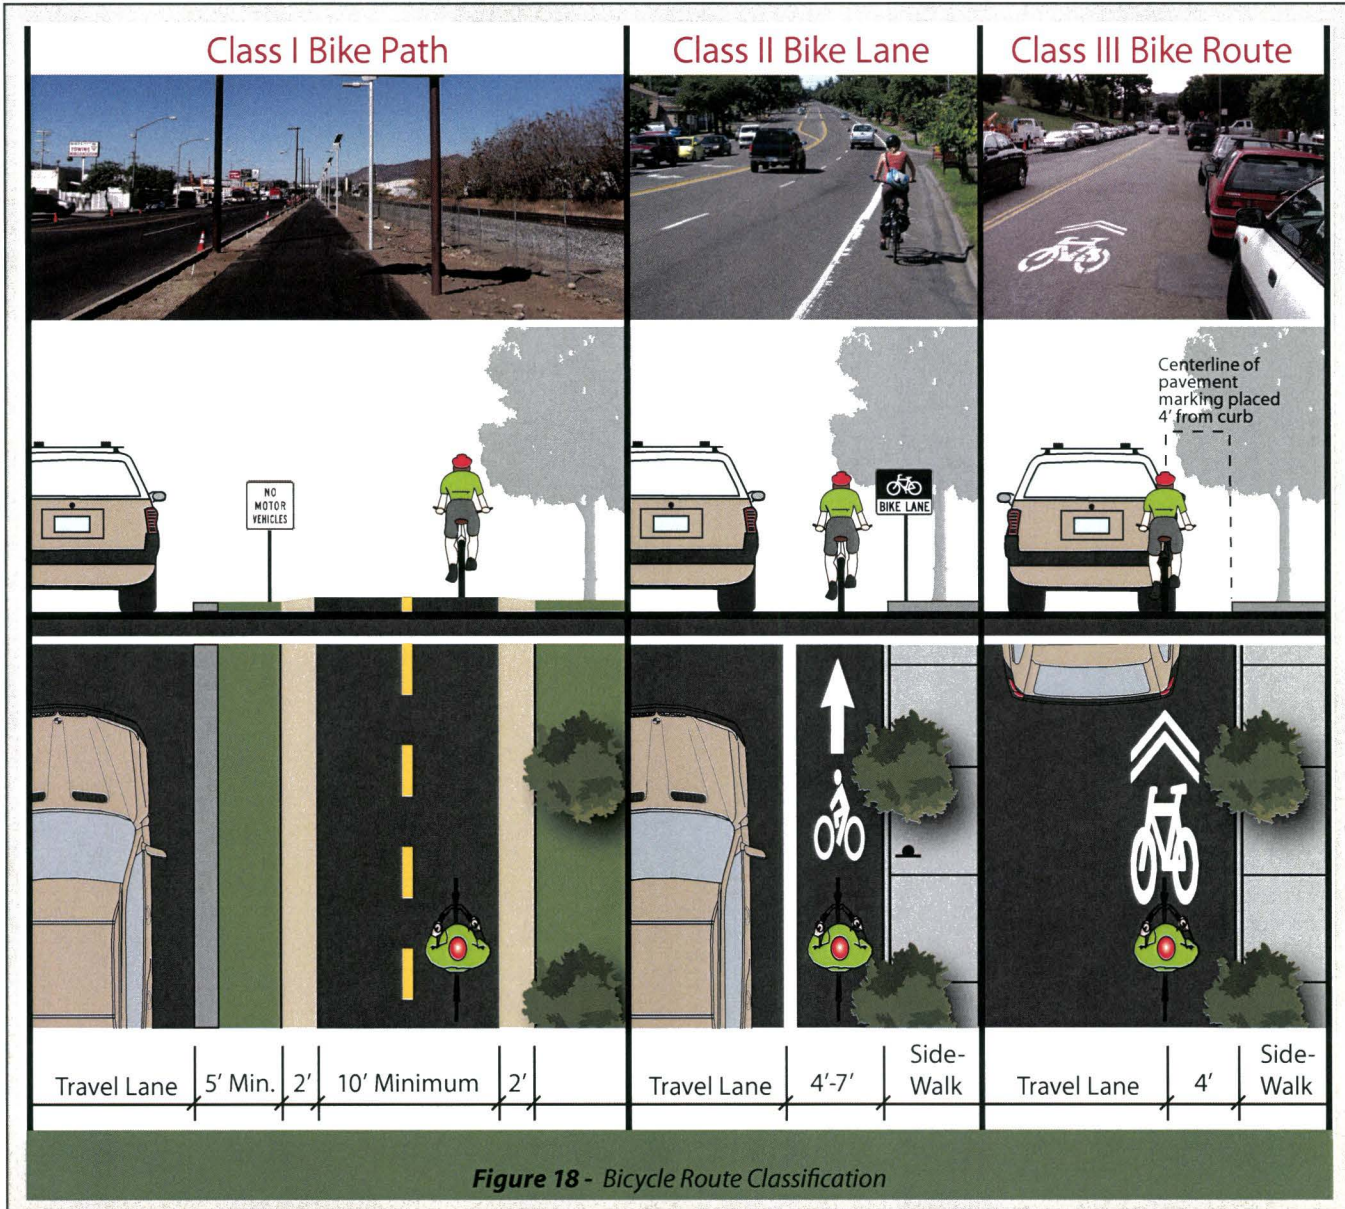 Class I Bike Path
Class II Bike Lane
Class III Bike Route
TOWING
Centerline of
pavement
marking placed
4' from curb
NO
MOTOR
VEHICLES
BIKE LANE
Travel Lane
5' Min.
2'
10' Minimum
2'
Travel Lane
4'-7'
Side-
Walk
Travel Lane
4'
Side-
Walk
Figure 18 - Bicycle Route Classification